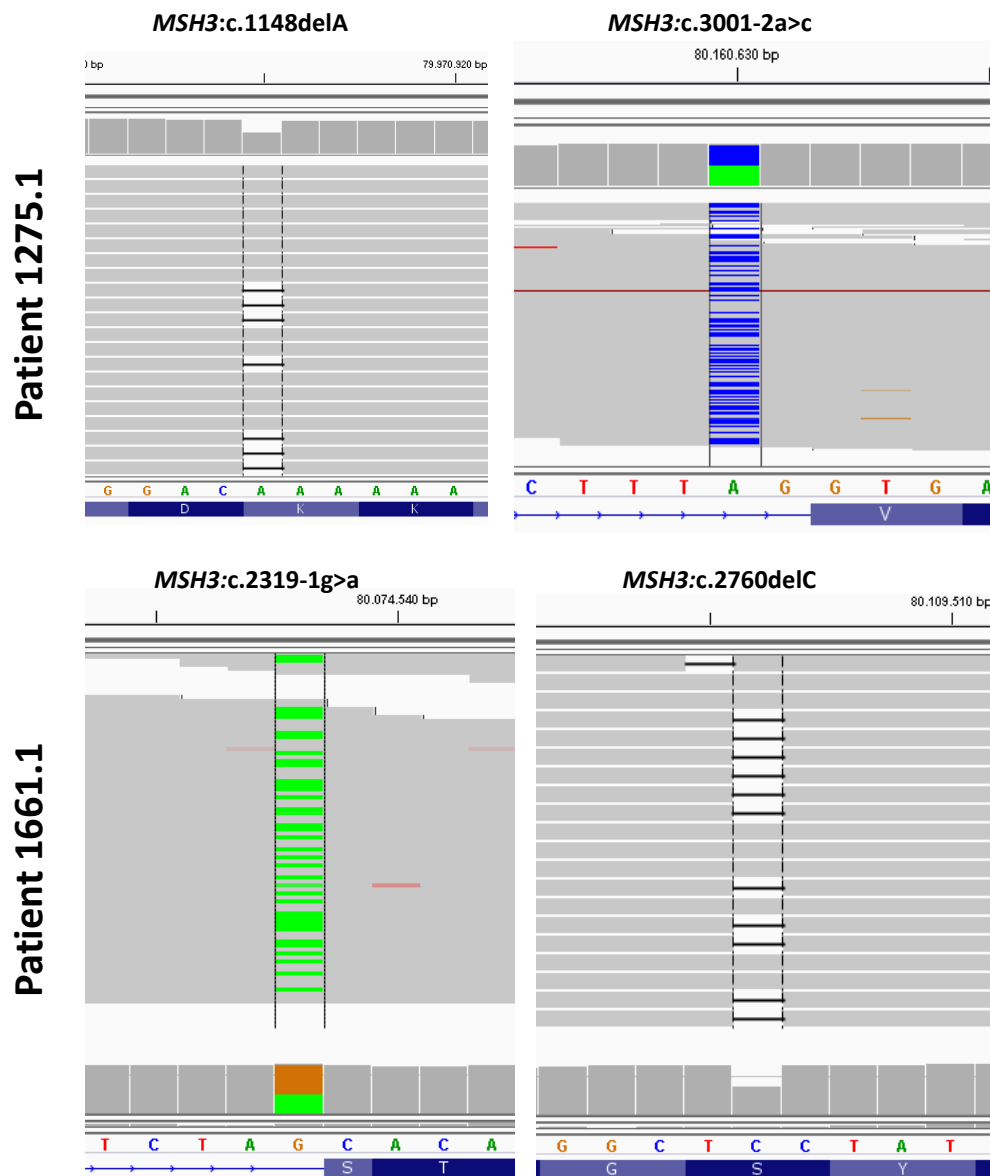 MSH3:c.1148delA
MSH3:c.3001-2a>c
Patient 1275.1
) bp
79.970.920 bp
80.160.630 bp
G G A C A A A A A A
D K K
C T T T A G G T G A
V
Patient 1661.1
MSH3:c.2319-1g>a
MSH3:c.2760delC
80.074.540 bp
80.109.510 bp
T C T A G C A C A
S T
G G C T C C T A T
G S Y